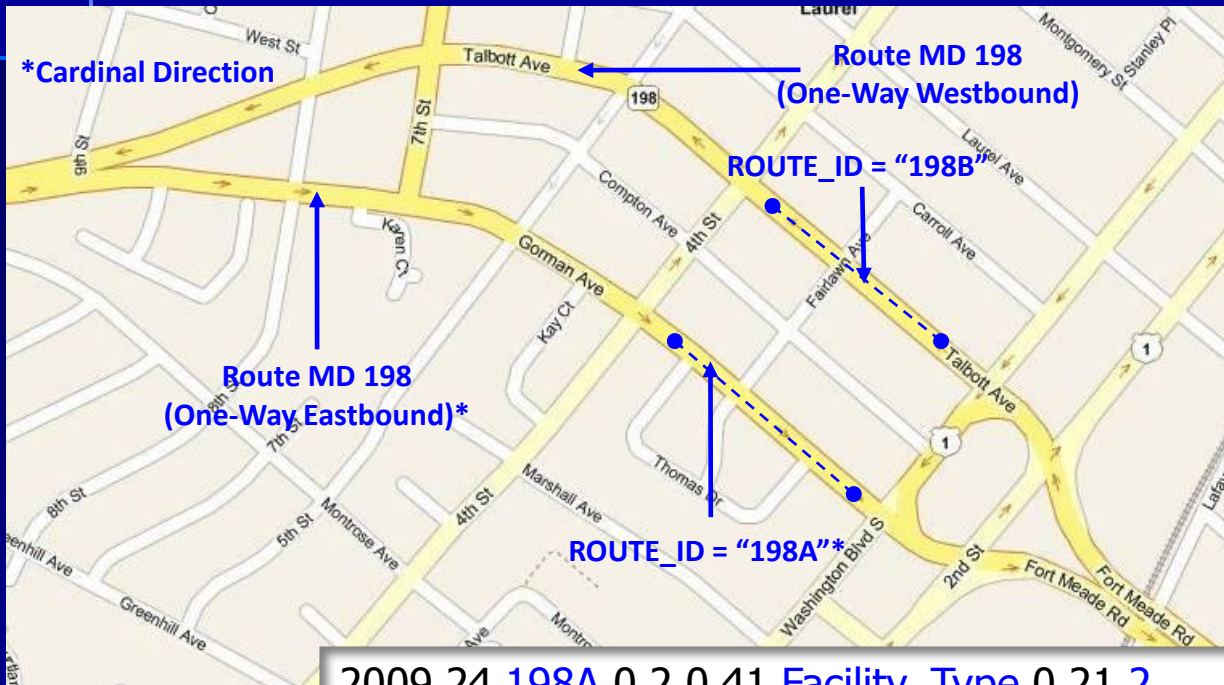 Laurel
West St
*Cardinal Direction
Talbott Ave
Route MD 198
(One-Way Westbound)
Montgomery St
Stanley Pl
198
7th St
9th St
Laurel Ave
ROUTE_ID = “198B”
Compton Ave
Carroll Ave
4th St
Karen Ct
Gorman Ave
Fairlawn Ave
Kay Ct
1
Talbott Ave
Route MD 198
(One-Way Eastbound)*
8th St
7th St
1
Thomas Dr
Marshall Ave
8th St
4th St
Montrose Ave
5th St
ROUTE_ID = “198A”*
Washington Blvd S
2nd St
Fort Meade Rd
Fort Meade Rd
Greenhill Ave
Ave
2009,24,198A,0.2,0.41,Facility_Type,0.21,2